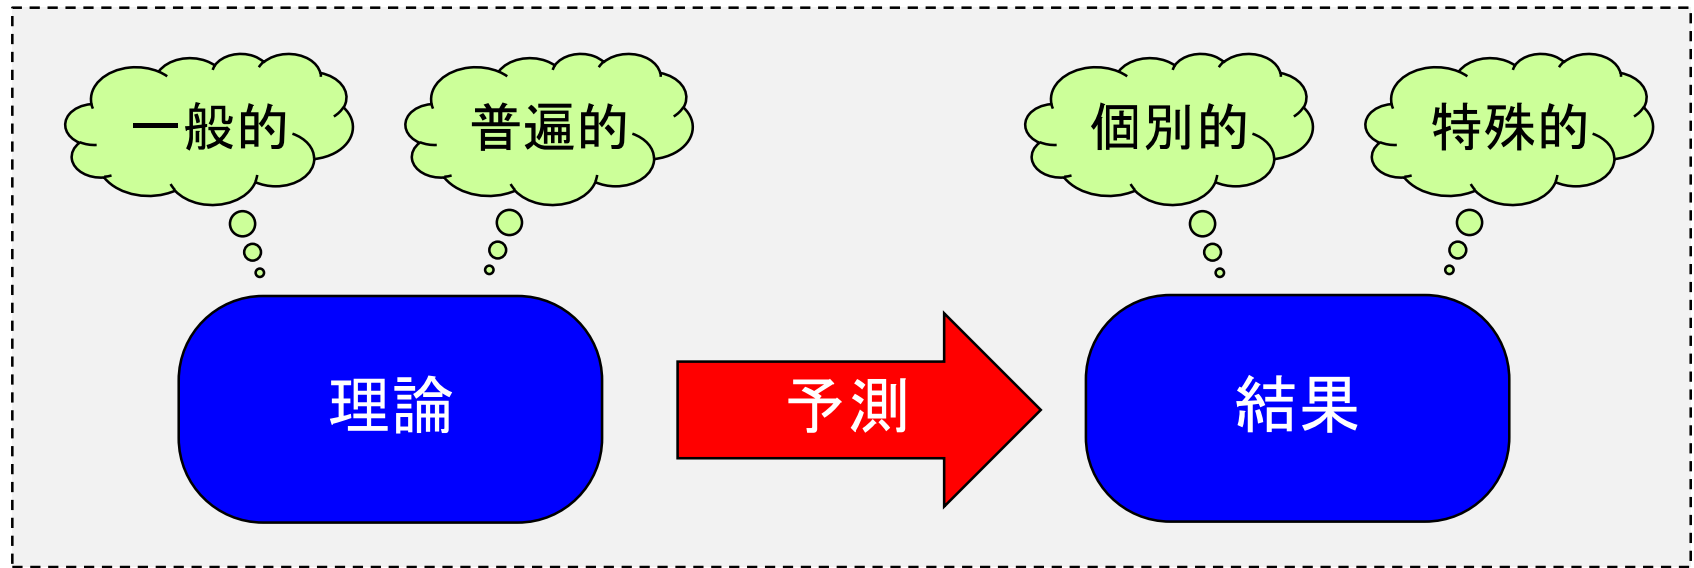 一般的
普遍的
個別的
特殊的
理論
予測
結果